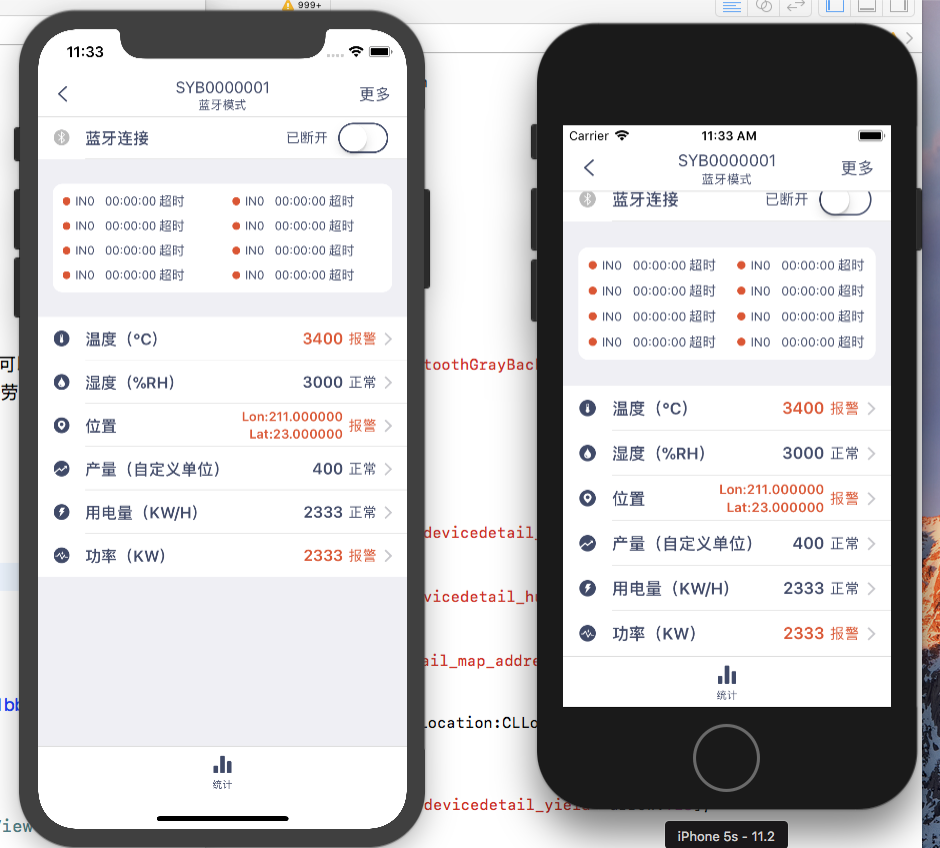 999+
11:33
SYB0000001
蓝牙模式
更多
蓝牙连接 已断开
IN0 00:00:00 超时 IN0 00:00:00 超时
IN0 00:00:00 超时 IN0 00:00:00 超时
IN0 00:00:00 超时 IN0 00:00:00 超时
IN0 00:00:00 超时 IN0 00:00:00 超时
温度（℃） 3400 报警
湿度（%RH） 3000 正常
位置 Lon:211.000000 报警
Lat:23.000000
产量（自定义单位） 400 正常
用电量（KW/H） 2333 正常
功率（KW） 2333 报警
统计
Carrier 11:33 AM
SYB0000001
蓝牙模式
更多
蓝牙连接 已断开
IN0 00:00:00 超时 IN0 00:00:00 超时
IN0 00:00:00 超时 IN0 00:00:00 超时
IN0 00:00:00 超时 IN0 00:00:00 超时
IN0 00:00:00 超时 IN0 00:00:00 超时
温度（℃） 3400 报警
湿度（%RH） 3000 正常
位置 Lon:211.000000 报警
Lat:23.000000
产量（自定义单位） 400 正常
用电量（KW/H） 2333 正常
功率（KW） 2333 报警
统计
iPhone 5s - 11.2
可
劳
toothGrayBac
devicedetail_
vicedetail_h
ail_map_addre
ocation:CLLo
devicedetail_yie
iew